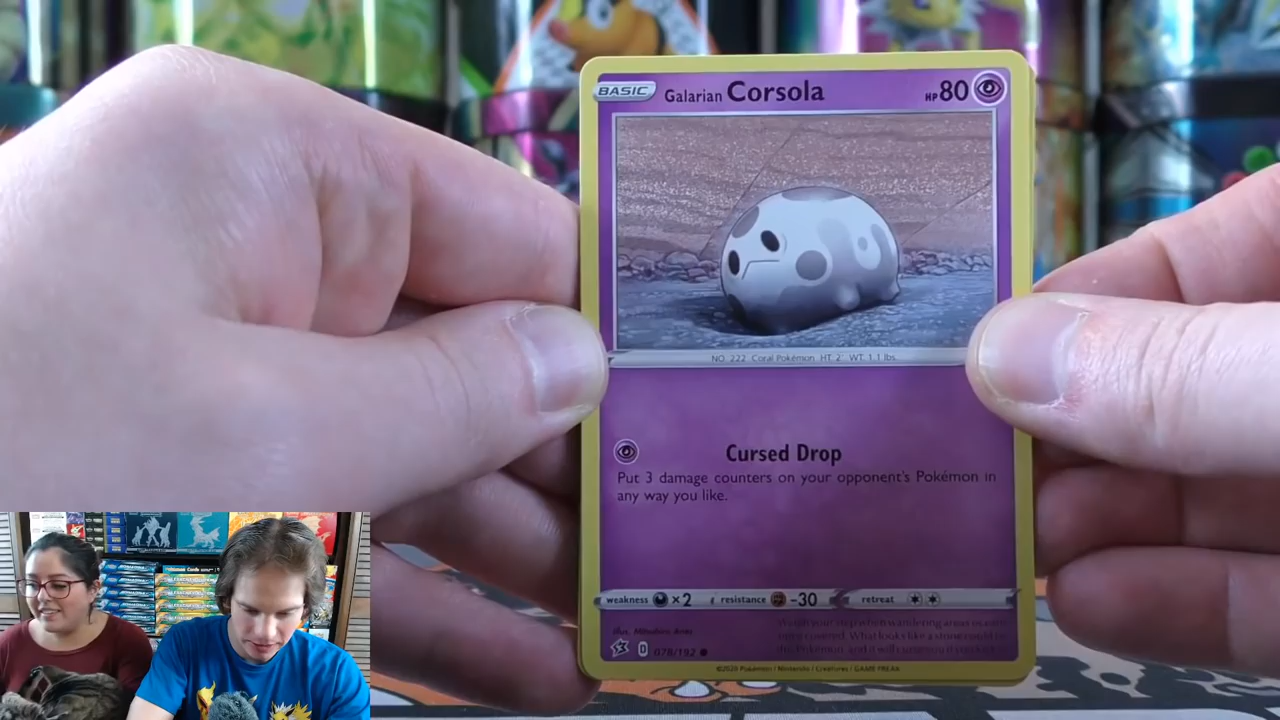 BASIC Galarian Corsola HP 80
NO. 222 Coral Pokémon HT: 2' WT: 1.1 lbs.
Cursed Drop
Put 3 damage counters on your opponent's Pokémon in
any way you like.
weakness ×2 resistance -30 retreat
Illus. Mitsuhiro Arita
D 078/192
©2020 Pokémon / Nintendo / Creatures / GAME FREAK